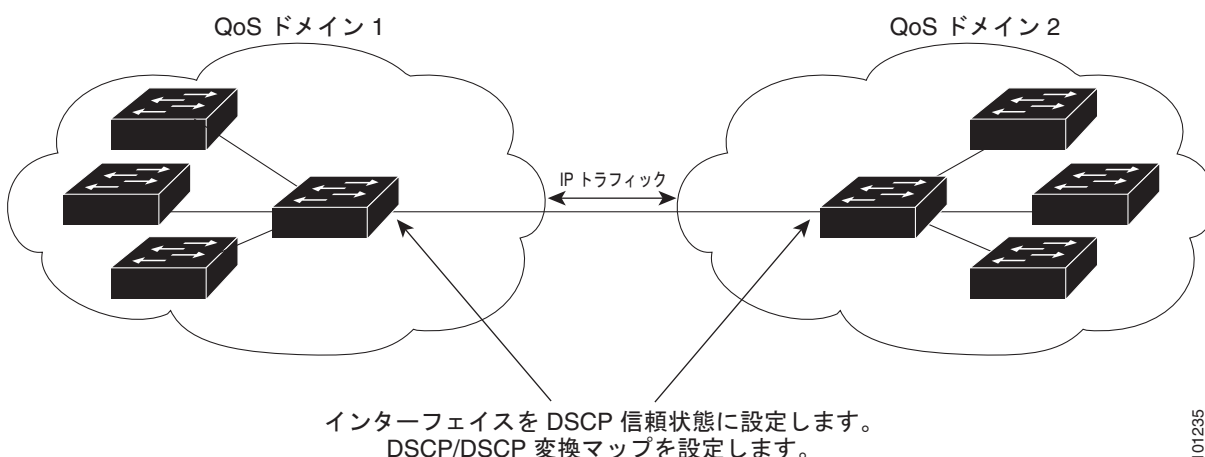 QoS ドメイン 1
QoS ドメイン 2
IP トラフィック
インターフェイスを DSCP 信頼状態に設定します。
DSCP/DSCP 変換マップを設定します。
101235